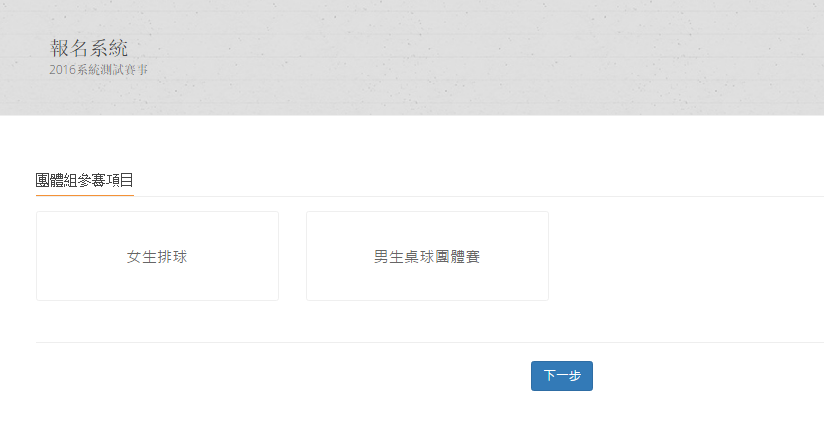 報名系統
2016系統測試賽事
團體組參賽項目
女生排球
男生桌球團體賽
下一步